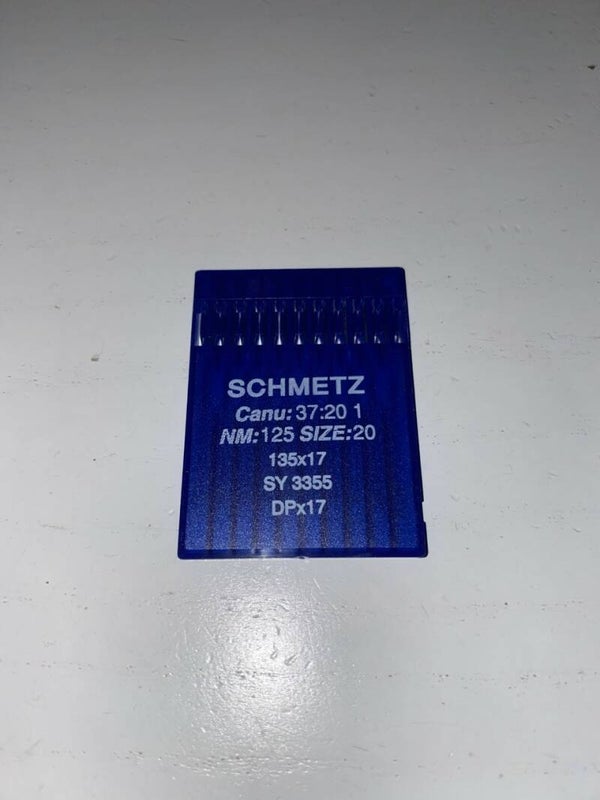 SCHMETZ
Canu: 37:20 1
NM:125 SIZE:20
135x17
SY 3355
DPx17